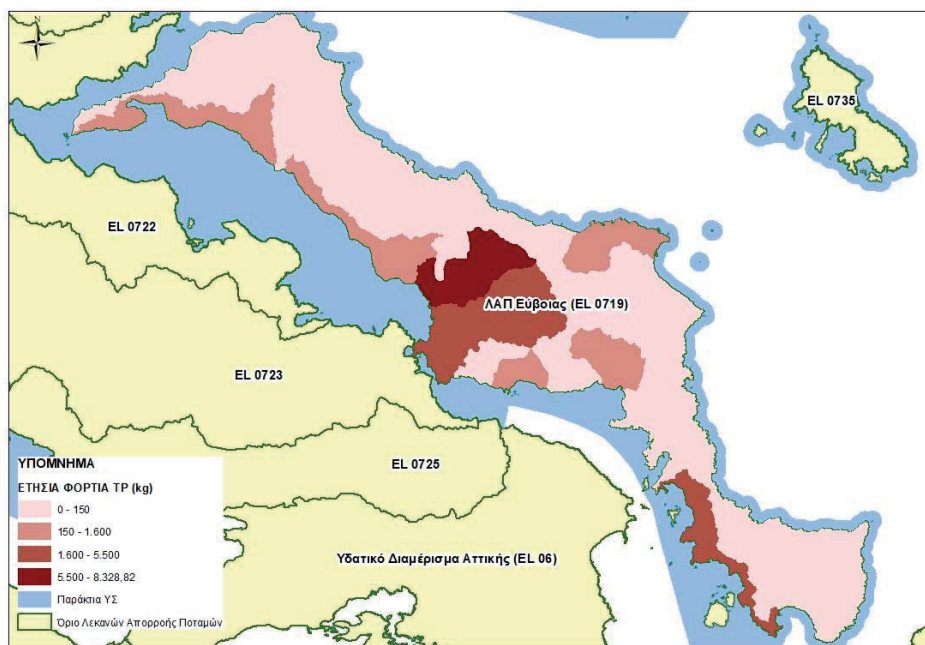 N
EL 0735
EL 0722
ΛΑΠ Εύβοιας (EL 0719)
EL 0723
EL 0725
Υδατικό Διαμέρισμα Αττικής (EL 06)
ΥΠΟΜΝΗΜΑ
ΕΤΗΣΙΑ ΦΟΡΤΙΑ TP (kg)
0 - 150
150 - 1.600
1.600 - 5.500
5.500 - 8.328,82
Παράκτια ΥΣ
Όριο Λεκανών Απορροής Ποταμών